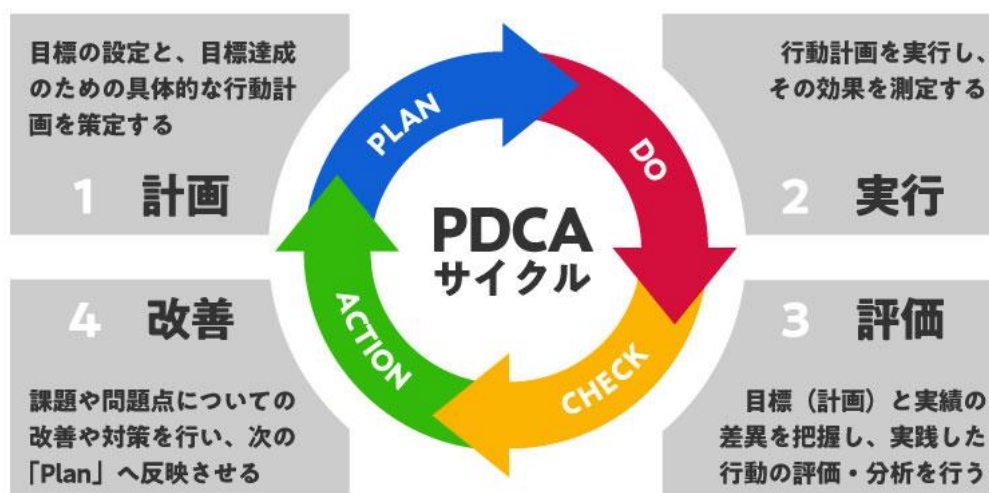 目標の設定と、目標達成
のための具体的な行動計
画を策定する
1 計画
PLAN
DO
行動計画を実行し、
その効果を測定する
2 実行
PDCA
サイクル
4 改善
課題や問題点についての
改善や対策を行い、次の
「Plan」へ反映させる
ACTION
CHECK
3 評価
目標（計画）と実績の
差異を把握し、実践した
行動の評価・分析を行う